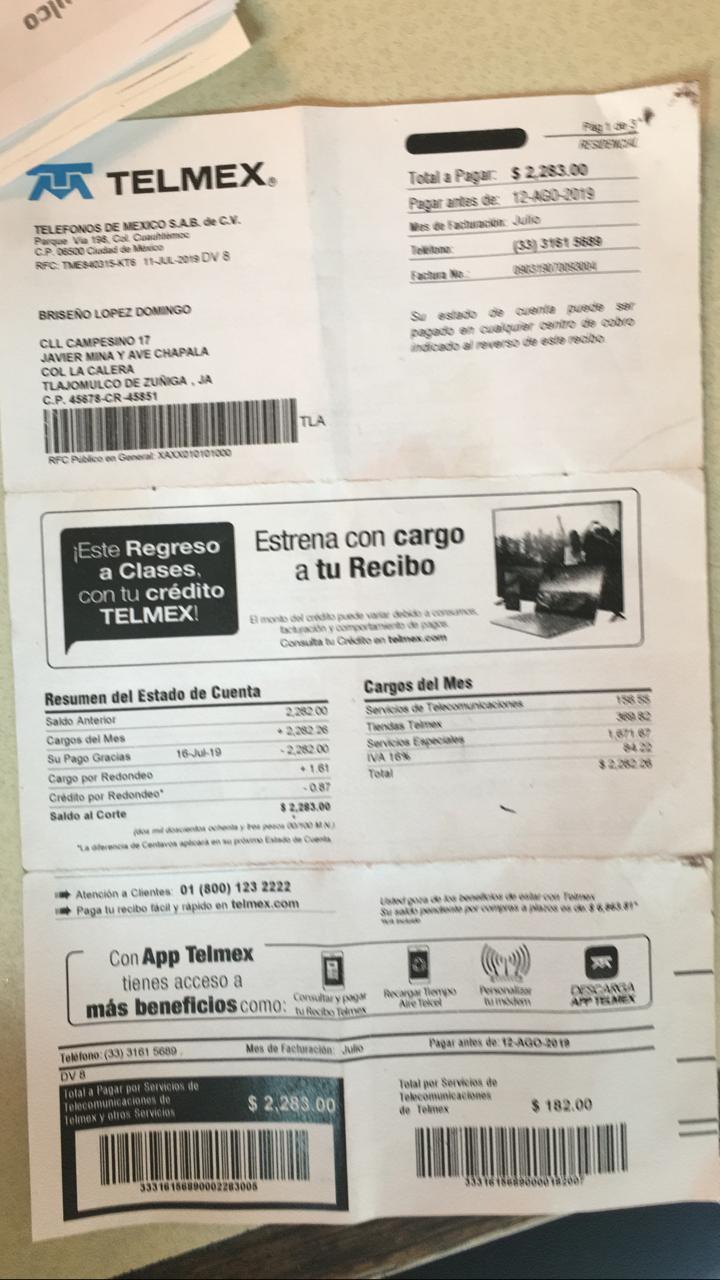 TELMEX®
Pag 1 de 3
RESIDENCIAL
Total a Pagar: $ 2,283.00
Pagar antes de: 12-AGO-2019
Mes de Facturación: Julio
Teléfono: (33) 3161 5689
Factura No.:
TELEFONOS DE MEXICO S.A.B. de C.V.
Parque Vía 198, Col. Cuauhtémoc
C.P. 06500 Ciudad de México
RFC: TME840315-KT6 11-JUL-2019 DV 8
Su estado de cuenta puede ser
pagado en cualquier centro de cobro
indicado al reverso de este recibo.
BRISEÑO LOPEZ DOMINGO
CLL CAMPESINO 17
JAVIER MINA Y AVE CHAPALA
COL LA CALERA
TLAJOMULCO DE ZUÑIGA , JA
C.P. 45678-CR-45851
TLA
RFC Público en General: XAXX010101000
¡Este Regreso
a Clases,
con tu crédito
TELMEX!
Estrena con cargo
a tu Recibo
El monto del crédito puede variar debido a consumos,
facturación y comportamiento de pagos.
Consulta tu Crédito en telmex.com
Resumen del Estado de Cuenta
Saldo Anterior 2,282.00
Cargos del Mes + 2,282.26
Su Pago Gracias 16-Jul-19 - 2,282.00
Cargo por Redondeo + 1.61
Crédito por Redondeo* - 0.87
Saldo al Corte $ 2,283.00
(dos mil doscientos ochenta y tres pesos 00/100 M.N.)
*La diferencia de Centavos aplicará en su próximo Estado de Cuenta
Cargos del Mes
Servicios de Telecomunicaciones 156.55
Tiendas Telmex 369.82
Servicios Especiales 1,671.67
IVA 16% 84.22
Total $ 2,282.26
Atención a Clientes: 01 (800) 123 2222
Paga tu recibo fácil y rápido en telmex.com
Usted goza de los beneficios de estar con Telmex
Su saldo pendiente por compras a plazos es de $ 6,863.81*
Con App Telmex
tienes acceso a
más beneficios como:
Consultar y pagar
tu Recibo Telmex
Recargar Tiempo
Aire Telcel
Personalizar
tu módem
DESCARGA
APP TELMEX
Teléfono: (33) 3161 5689 Mes de Facturación: Julio Pagar antes de: 12-AGO-2019
DV 8
Total a Pagar por Servicios de
Telecomunicaciones de
Telmex y otros Servicios
$ 2,283.00
33316156890002283005
Total por Servicios de
Telecomunicaciones
de Telmex
$ 182.00
33316156890000182007